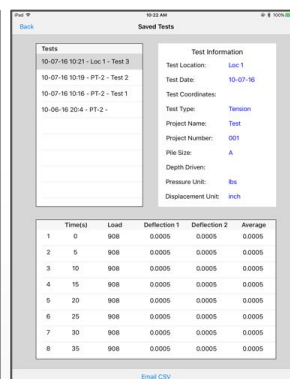 iPad 10:22 AM 100%
Back Saved Tests
Tests
10-07-16 10:21 - Loc 1 - Test 3
10-07-16 10:19 - PT-2 - Test 2
10-07-16 10:16 - PT-2 - Test 1
10-06-16 20:4 - PT-2 -
Test Information
Test Location: Loc 1
Test Date: 10-07-16
Test Coordinates:
Test Type: Tension
Project Name: Test
Project Number: 001
Pile Size: A
Depth Driven:
Pressure Unit: lbs
Displacement Unit: inch
Time(s) Load Deflection 1 Deflection 2 Average
1 0 908 0.0005 0.0005 0.0005
2 5 908 0.0005 0.0005 0.0005
3 10 908 0.0005 0.0005 0.0005
4 15 908 0.0005 0.0005 0.0005
5 20 908 0.0005 0.0005 0.0005
6 25 908 0.0005 0.0005 0.0005
7 30 908 0.0005 0.0005 0.0005
8 35 908 0.0005 0.0005 0.0005
Email CSV